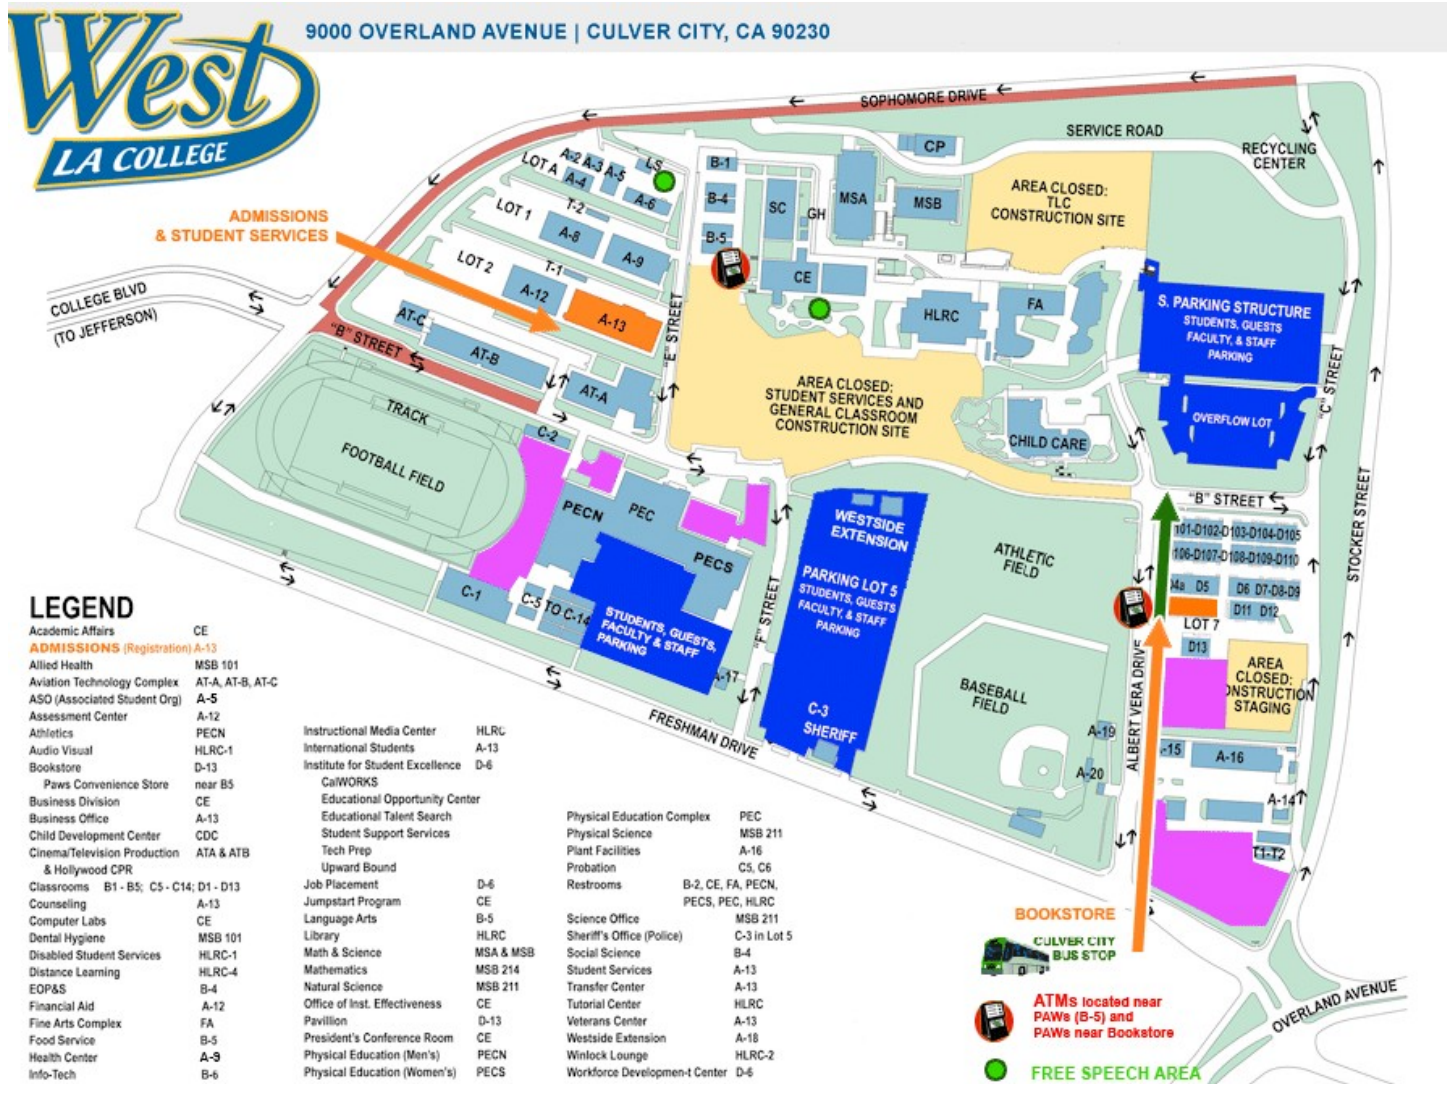 West
LA COLLEGE
9000 OVERLAND AVENUE | CULVER CITY, CA 90230
ADMISSIONS
& STUDENT SERVICES
COLLEGE BLVD
(TO JEFFERSON)
SOPHOMORE DRIVE
SERVICE ROAD
RECYCLING
CENTER
LOT A
A-2
A-3
A-4
A-5
LS
A-6
LOT 1
T-2
A-8
A-9
LOT 2
T-1
A-12
A-13
B-1
B-4
B-5
SC
GH
MSA
MSB
CP
CE
HLRC
FA
AREA CLOSED:
TLC
CONSTRUCTION SITE
S. PARKING STRUCTURE
STUDENTS, GUESTS
FACULTY, & STAFF
PARKING
OVERFLOW LOT
"C" STREET
STOCKER STREET
"E" STREET
AT-C
AT-B
AT-A
"B" STREET
AREA CLOSED:
STUDENT SERVICES AND
GENERAL CLASSROOM
CONSTRUCTION SITE
CHILD CARE
TRACK
FOOTBALL FIELD
C-2
PECN
PEC
PECS
C-1
C-5
TO C-14
STUDENTS, GUESTS,
FACULTY & STAFF
PARKING
A-17
"F" STREET
FRESHMAN DRIVE
WESTSIDE
EXTENSION
PARKING LOT 5
STUDENTS, GUESTS
FACULTY, & STAFF
PARKING
C-3
SHERIFF
ATHLETIC
FIELD
BASEBALL
FIELD
A-19
A-20
ALBERT VERA DRIVE
"B" STREET
101-D102-D103-D104-D105
106-D107-D108-D109-D110
04a D5
D6 D7-D8-D9
D11 D12
LOT 7
D13
AREA
CLOSED:
ONSTRUCTION
STAGING
-15
A-16
A-14
T1-T2
OVERLAND AVENUE
BOOKSTORE
CULVER CITY
BUS STOP
ATMs located near
PAWs (B-5) and
PAWs near Bookstore
FREE SPEECH AREA
LEGEND
Academic Affairs CE
ADMISSIONS (Registration) A-13
Allied Health MSB 101
Aviation Technology Complex AT-A, AT-B, AT-C
ASO (Associated Student Org) A-5
Assessment Center A-12
Athletics PECN
Audio Visual HLRC-1
Bookstore D-13
Paws Convenience Store near B5
Business Division CE
Business Office A-13
Child Development Center CDC
Cinema/Television Production ATA & ATB
& Hollywood CPR
Classrooms B1 - B5; C5 - C14; D1 - D13
Counseling A-13
Computer Labs CE
Dental Hygiene MSB 101
Disabled Student Services HLRC-1
Distance Learning HLRC-4
EOP&S B-4
Financial Aid A-12
Fine Arts Complex FA
Food Service B-5
Health Center A-9
Info-Tech B-6
Instructional Media Center HLRC
International Students A-13
Institute for Student Excellence D-6
CalWORKS
Educational Opportunity Center
Educational Talent Search
Student Support Services
Tech Prep
Upward Bound
Job Placement D-6
Jumpstart Program CE
Language Arts B-5
Library HLRC
Math & Science MSA & MSB
Mathematics MSB 214
Natural Science MSB 211
Office of Inst. Effectiveness CE
Pavillion D-13
President's Conference Room CE
Physical Education (Men's) PECN
Physical Education (Women's) PECS
Physical Education Complex PEC
Physical Science MSB 211
Plant Facilities A-16
Probation C5, C6
Restrooms B-2, CE, FA, PECN,
PECS, PEC, HLRC
Science Office MSB 211
Sheriff's Office (Police) C-3 in Lot 5
Social Science B-4
Student Services A-13
Transfer Center A-13
Tutorial Center HLRC
Veterans Center A-13
Westside Extension A-18
Winlock Lounge HLRC-2
Workforce Developmen-t Center D-6